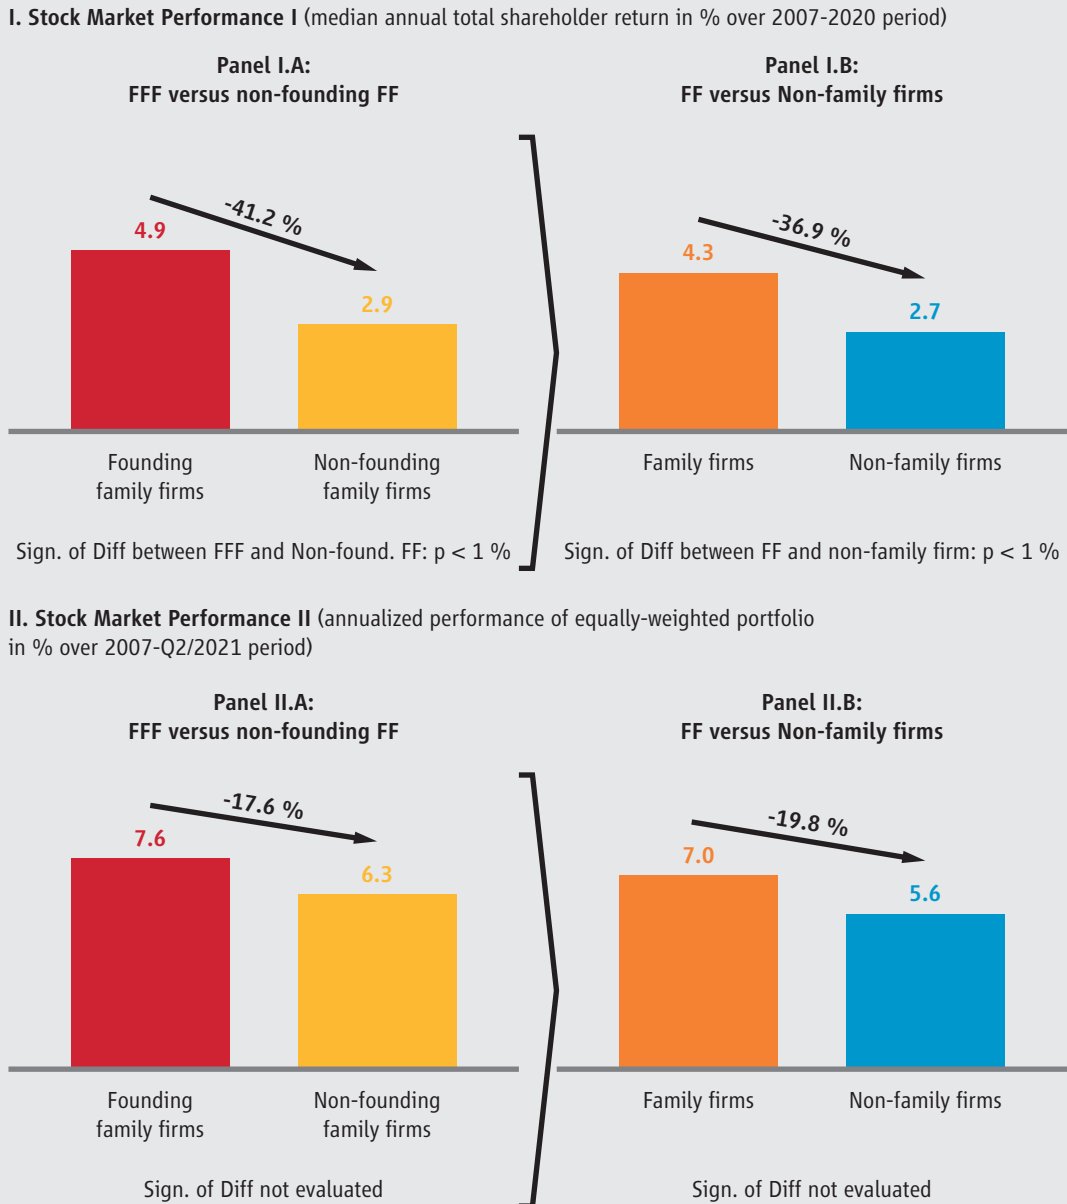 I. Stock Market Performance I (median annual total shareholder return in % over 2007-2020 period)
Panel I.A:
FFF versus non-founding FF
-41.2 %
4.9
2.9
Founding
family firms
Non-founding
family firms
Sign. of Diff between FFF and Non-found. FF: p < 1 %
Panel I.B:
FF versus Non-family firms
-36.9 %
4.3
2.7
Family firms
Non-family firms
Sign. of Diff between FF and non-family firm: p < 1 %
II. Stock Market Performance II (annualized performance of equally-weighted portfolio
in % over 2007-Q2/2021 period)
Panel II.A:
FFF versus non-founding FF
-17.6 %
7.6
6.3
Founding
family firms
Non-founding
family firms
Sign. of Diff not evaluated
Panel II.B:
FF versus Non-family firms
-19.8 %
7.0
5.6
Family firms
Non-family firms
Sign. of Diff not evaluated